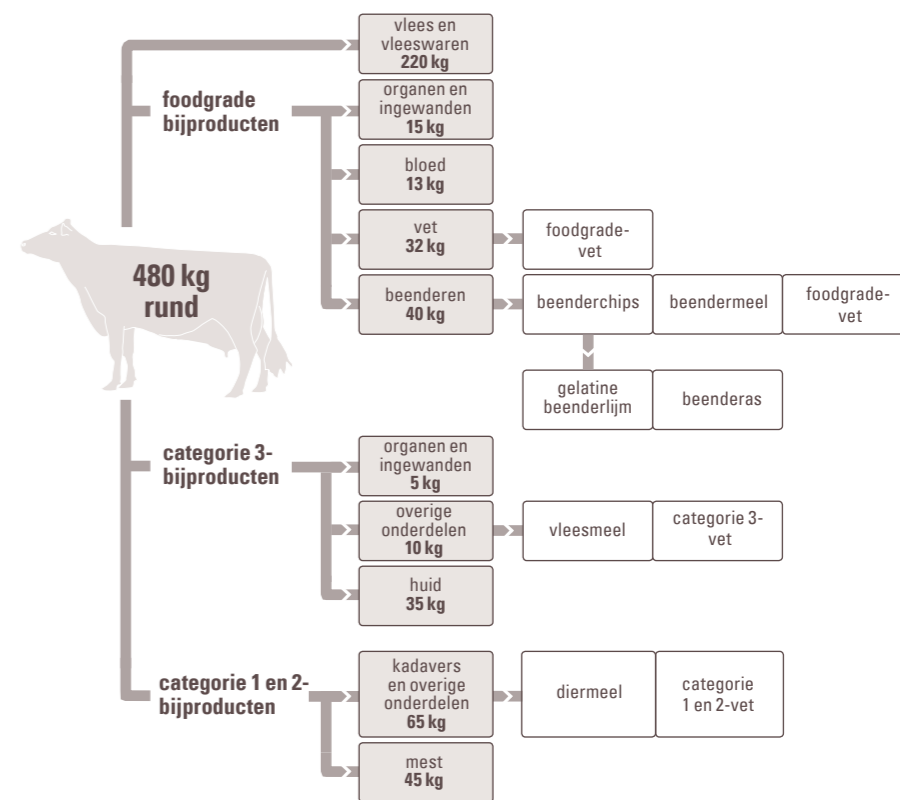 vlees en
vleeswaren
220 kg
foodgrade
bijproducten
organen en
ingewanden
15 kg
bloed
13 kg
vet
32 kg
foodgrade-
vet
480 kg
rund
beenderen
40 kg
beenderchips
beendermeel
foodgrade-
vet
gelatine
beenderlijm
beenderas
categorie 3-
bijproducten
organen en
ingewanden
5 kg
overige
onderdelen
10 kg
vleesmeel
categorie 3-
vet
huid
35 kg
categorie 1 en 2-
bijproducten
kadavers
en overige
onderdelen
65 kg
diermeel
categorie
1 en 2-vet
mest
45 kg